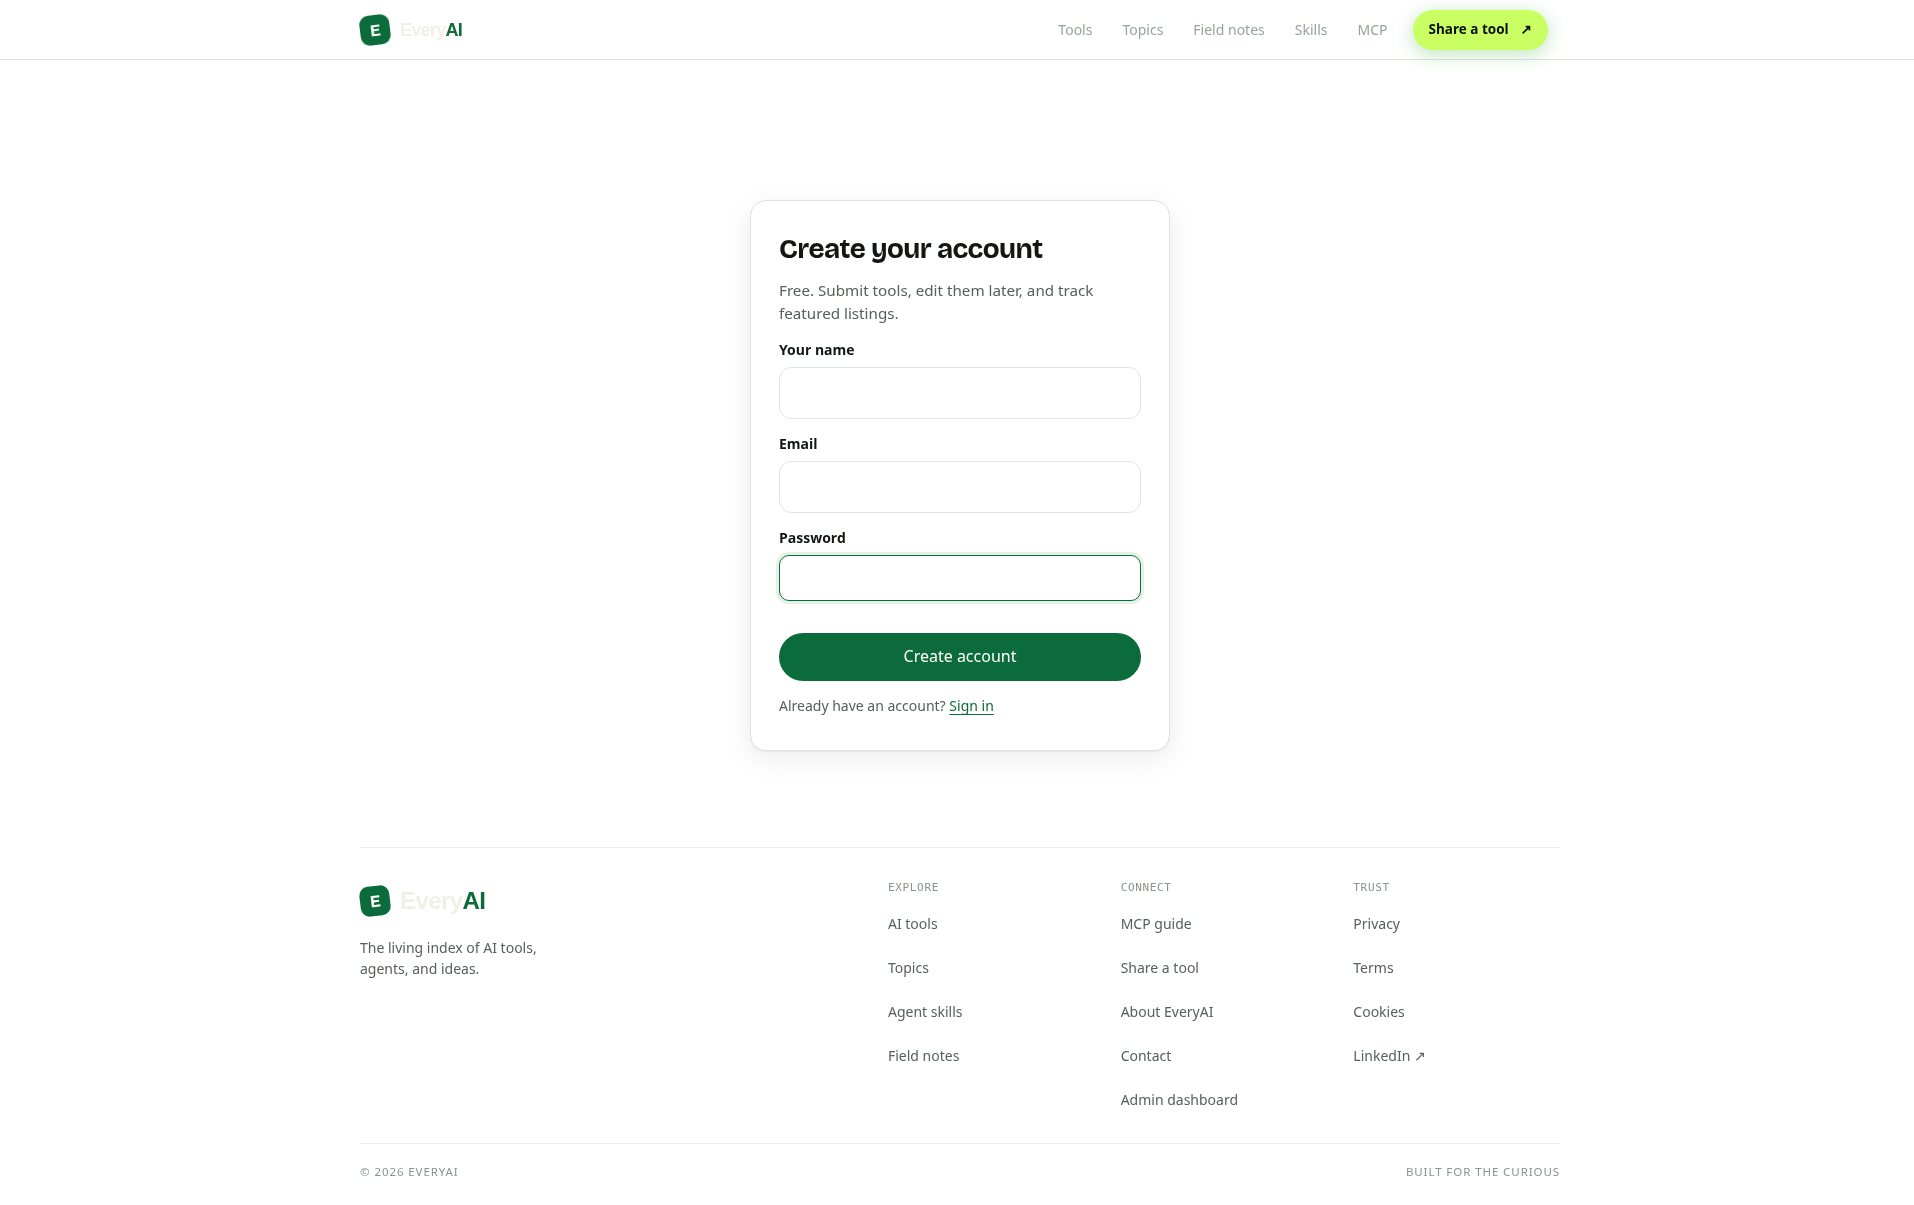 E EveryAI
Tools Topics Field notes Skills MCP Share a tool ↗
Create your account
Free. Submit tools, edit them later, and track
featured listings.
Your name
Email
Password
Create account
Already have an account? Sign in
E EveryAI
The living index of AI tools,
agents, and ideas.
EXPLORE
AI tools
Topics
Agent skills
Field notes
CONNECT
MCP guide
Share a tool
About EveryAI
Contact
Admin dashboard
TRUST
Privacy
Terms
Cookies
LinkedIn ↗
© 2026 EVERYAI
BUILT FOR THE CURIOUS